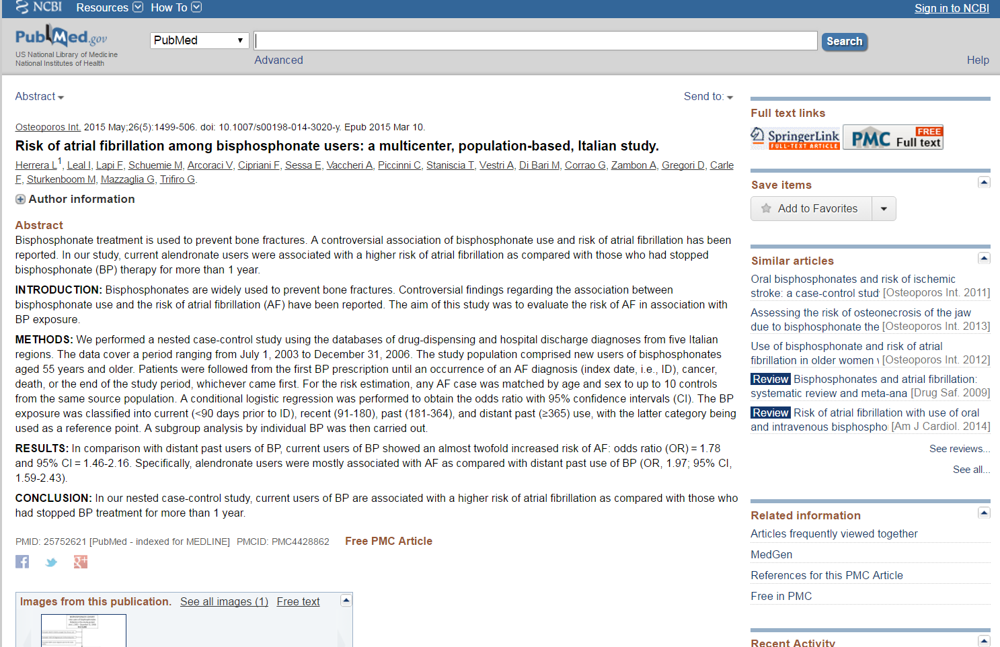 NCBI Resources How To Sign in to NCBI
PubMed.gov
US National Library of Medicine
National Institutes of Health
PubMed
Search
Advanced
Help
Abstract
Send to:
Osteoporos Int. 2015 May;26(5):1499-506. doi: 10.1007/s00198-014-3020-y. Epub 2015 Mar 10.
Risk of atrial fibrillation among bisphosphonate users: a multicenter, population-based, Italian study.
Herrera L1, Leal I, Lapi F, Schuemie M, Arcoraci V, Cipriani F, Sessa E, Vaccheri A, Piccinni C, Staniscia T, Vestri A, Di Bari M, Corrao G, Zambon A, Gregori D, Carle
F, Sturkenboom M, Mazzaglia G, Trifiro G.
Author information
Abstract
Bisphosphonate treatment is used to prevent bone fractures. A controversial association of bisphosphonate use and risk of atrial fibrillation has been
reported. In our study, current alendronate users were associated with a higher risk of atrial fibrillation as compared with those who had stopped
bisphosphonate (BP) therapy for more than 1 year.
INTRODUCTION: Bisphosphonates are widely used to prevent bone fractures. Controversial findings regarding the association between
bisphosphonate use and the risk of atrial fibrillation (AF) have been reported. The aim of this study was to evaluate the risk of AF in association with
BP exposure.
METHODS: We performed a nested case-control study using the databases of drug-dispensing and hospital discharge diagnoses from five Italian
regions. The data cover a period ranging from July 1, 2003 to December 31, 2006. The study population comprised new users of bisphosphonates
aged 55 years and older. Patients were followed from the first BP prescription until an occurrence of an AF diagnosis (index date, i.e., ID), cancer,
death, or the end of the study period, whichever came first. For the risk estimation, any AF case was matched by age and sex to up to 10 controls
from the same source population. A conditional logistic regression was performed to obtain the odds ratio with 95% confidence intervals (CI). The BP
exposure was classified into current (<90 days prior to ID), recent (91-180), past (181-364), and distant past (≥365) use, with the latter category being
used as a reference point. A subgroup analysis by individual BP was then carried out.
RESULTS: In comparison with distant past users of BP, current users of BP showed an almost twofold increased risk of AF: odds ratio (OR) = 1.78
and 95% CI = 1.46-2.16. Specifically, alendronate users were mostly associated with AF as compared with distant past use of BP (OR, 1.97; 95% CI,
1.59-2.43).
CONCLUSION: In our nested case-control study, current users of BP are associated with a higher risk of atrial fibrillation as compared with those who
had stopped BP treatment for more than 1 year.
PMID: 25752621 [PubMed - indexed for MEDLINE] PMCID: PMC4428862 Free PMC Article
Images from this publication. See all images (1) Free text
Full text links
SpringerLink
FULL-TEXT ARTICLE
PMC FREE
Full text
Save items
Add to Favorites
Similar articles
Oral bisphosphonates and risk of ischemic
stroke: a case-control stud [Osteoporos Int. 2011]
Assessing the risk of osteonecrosis of the jaw
due to bisphosphonate the [Osteoporos Int. 2013]
Use of bisphosphonate and risk of atrial
fibrillation in older women [Osteoporos Int. 2012]
Review Bisphosphonates and atrial fibrillation:
systematic review and meta-ana [Drug Saf. 2009]
Review Risk of atrial fibrillation with use of oral
and intravenous bisphospho [Am J Cardiol. 2014]
See reviews...
See all...
Related information
Articles frequently viewed together
MedGen
References for this PMC Article
Free in PMC
Recent Activity